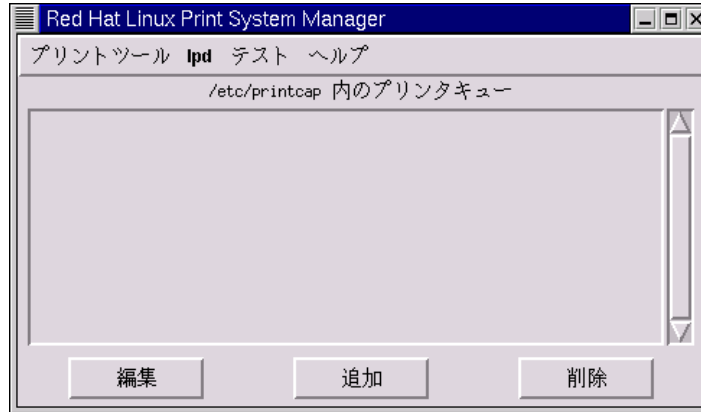 Red Hat Linux Print System Manager
プリントツール lpd テスト ヘルプ
/etc/printcap 内のプリンタキュー
編集 追加 削除